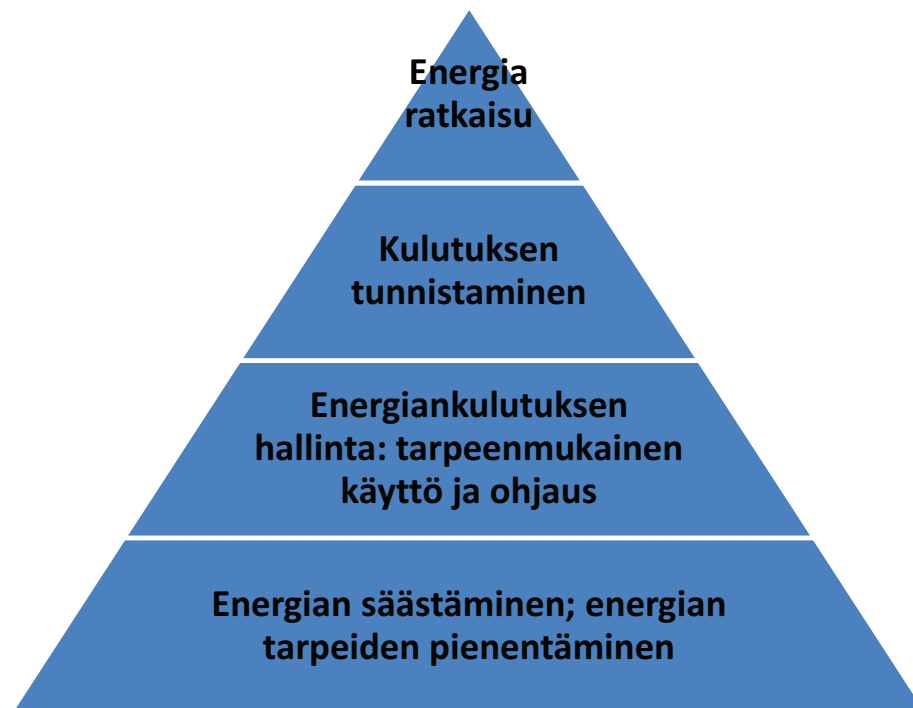 Energia
ratkaisu
Kulutuksen
tunnistaminen
Energiankulutuksen
hallinta: tarpeenmukainen
käyttö ja ohjaus
Energian säästäminen; energian
tarpeiden pienentäminen